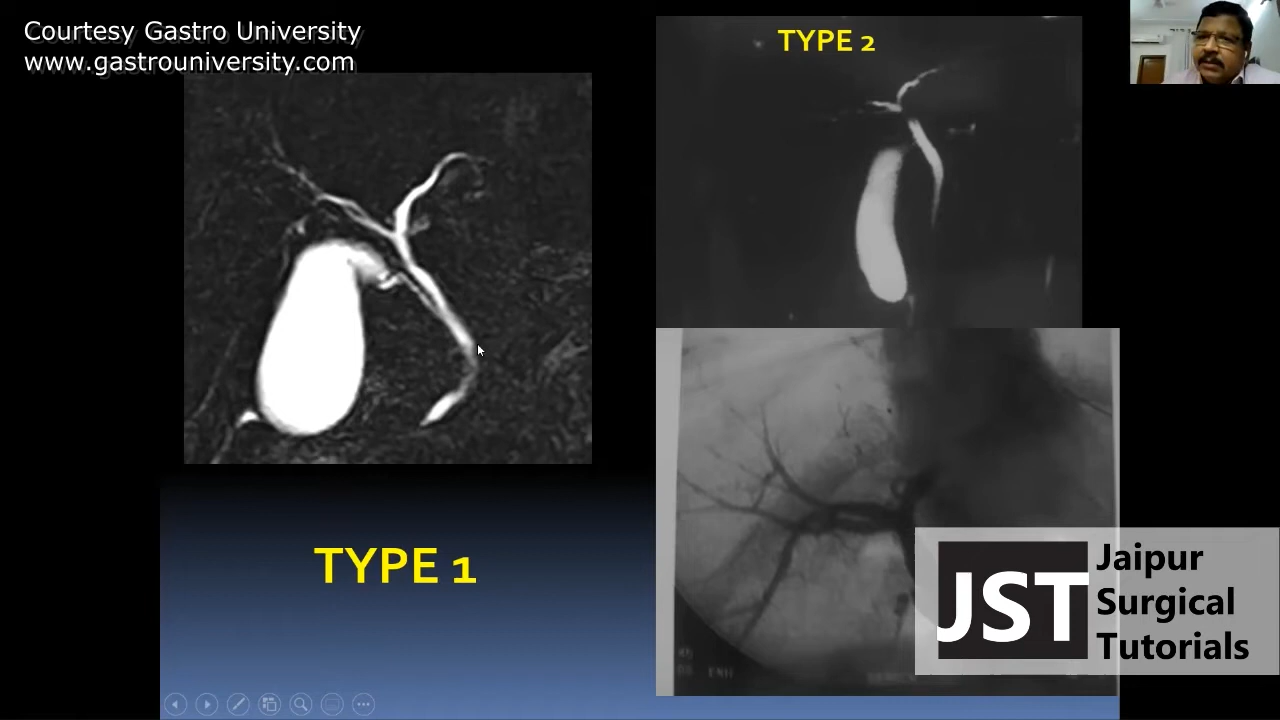 Courtesy Gastro University
www.gastrouniversity.com
TYPE 2
TYPE 1
JST
Jaipur
Surgical
Tutorials